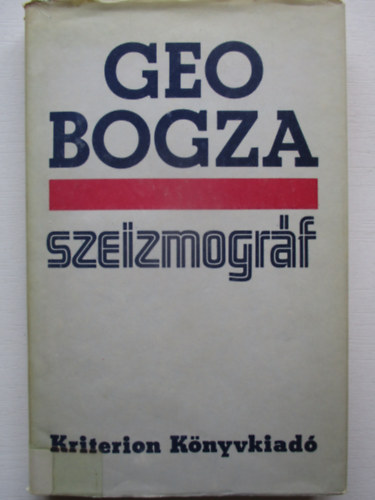 GEO
BOGZA
szeizmográf
Kriterion Könyvkiadó